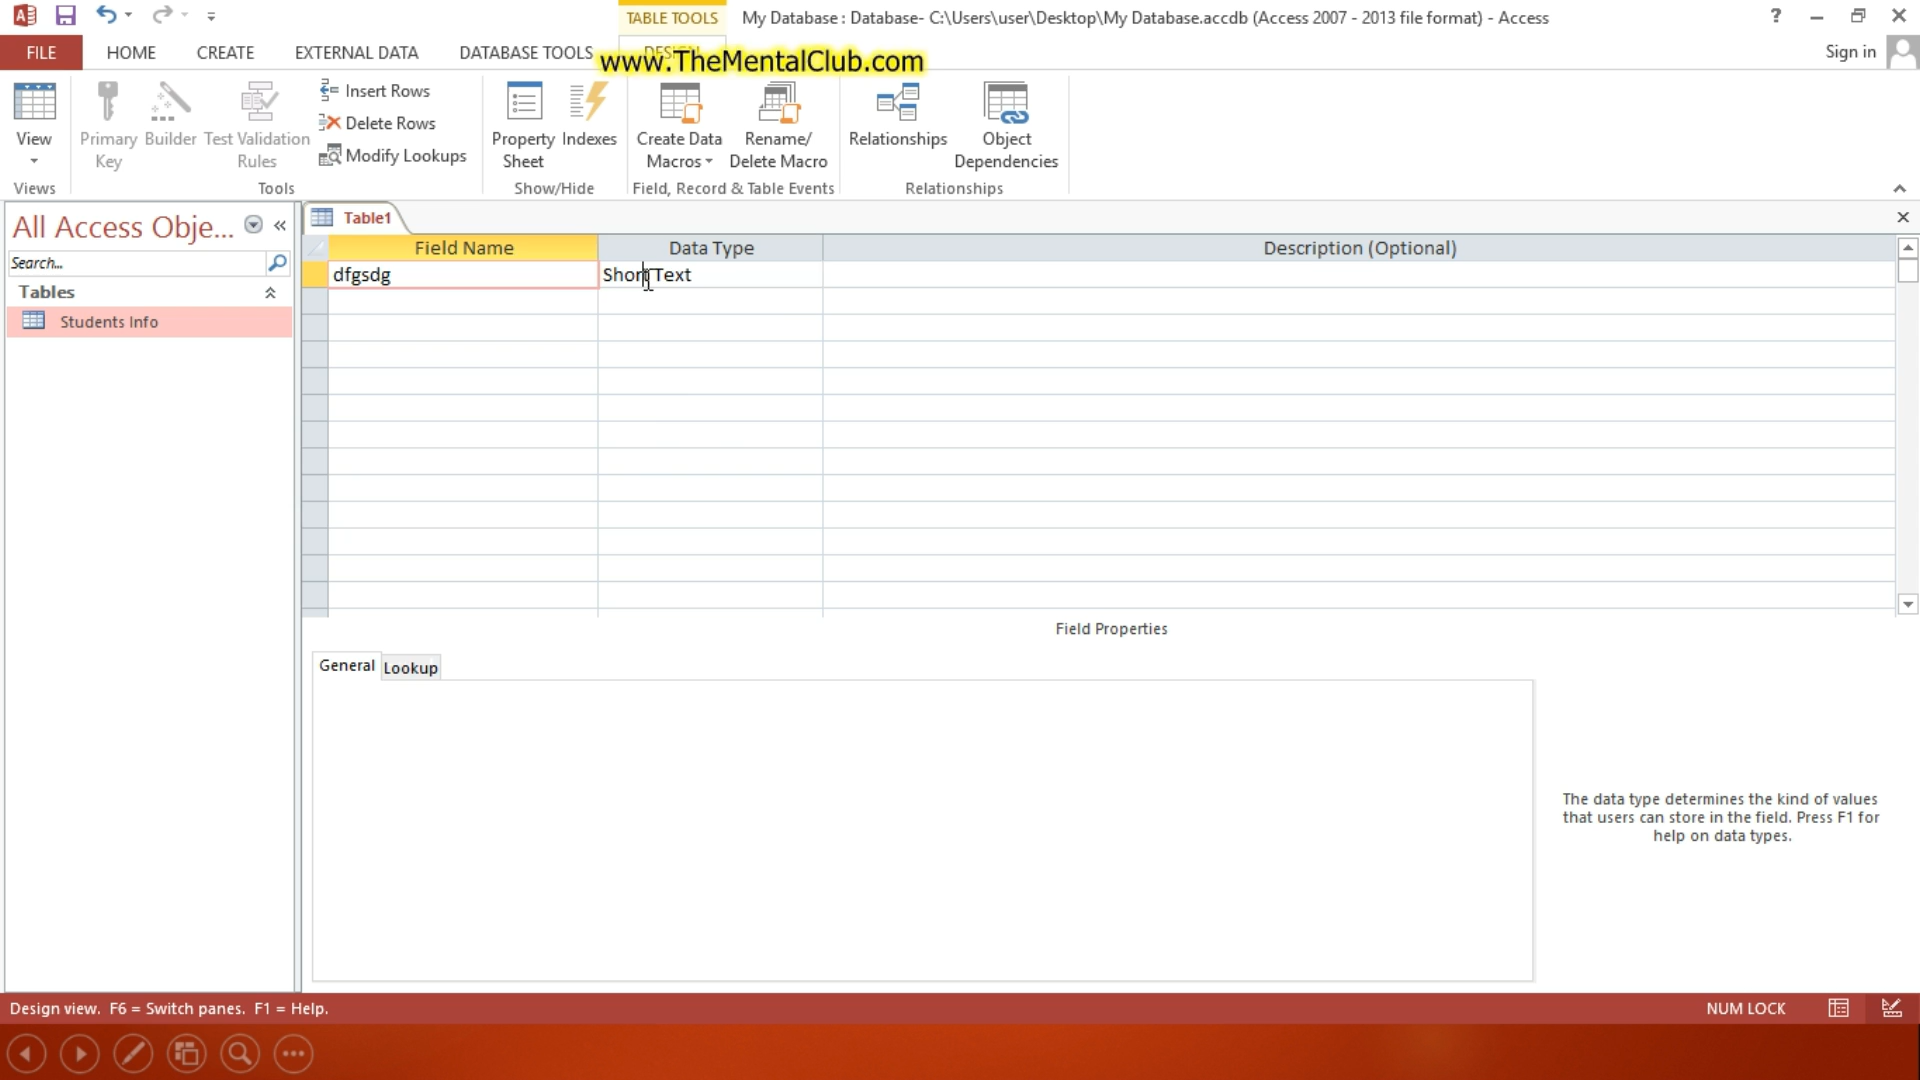 TABLE TOOLS
My Database : Database- C:\Users\user\Desktop\My Database.accdb (Access 2007 - 2013 file format) - Access
?
FILE
HOME
CREATE
EXTERNAL DATA
DATABASE TOOLS
www.TheMentalClub.com
Sign in
View
Primary Key
Builder
Test Validation Rules
Insert Rows
Delete Rows
Modify Lookups
Property Sheet
Indexes
Create Data Macros
Rename/ Delete Macro
Relationships
Object Dependencies
Views
Tools
Show/Hide
Field, Record & Table Events
Relationships
All Access Obje...
Search...
Tables
Students Info
Table1
Field Name
Data Type
Description (Optional)
dfgsdg
Short Text
Field Properties
General
Lookup
The data type determines the kind of values
that users can store in the field. Press F1 for
help on data types.
Design view.  F6 = Switch panes.  F1 = Help.
NUM LOCK